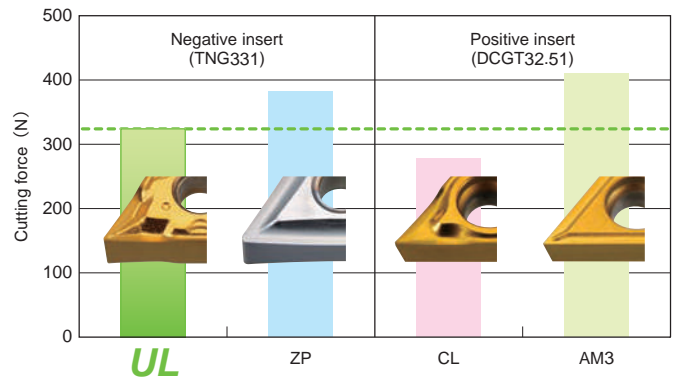 500
400
300
200
100
0
Cutting force (N)
Negative insert
(TNG331)
Positive insert
(DCGT32.51)
UL
ZP
CL
AM3